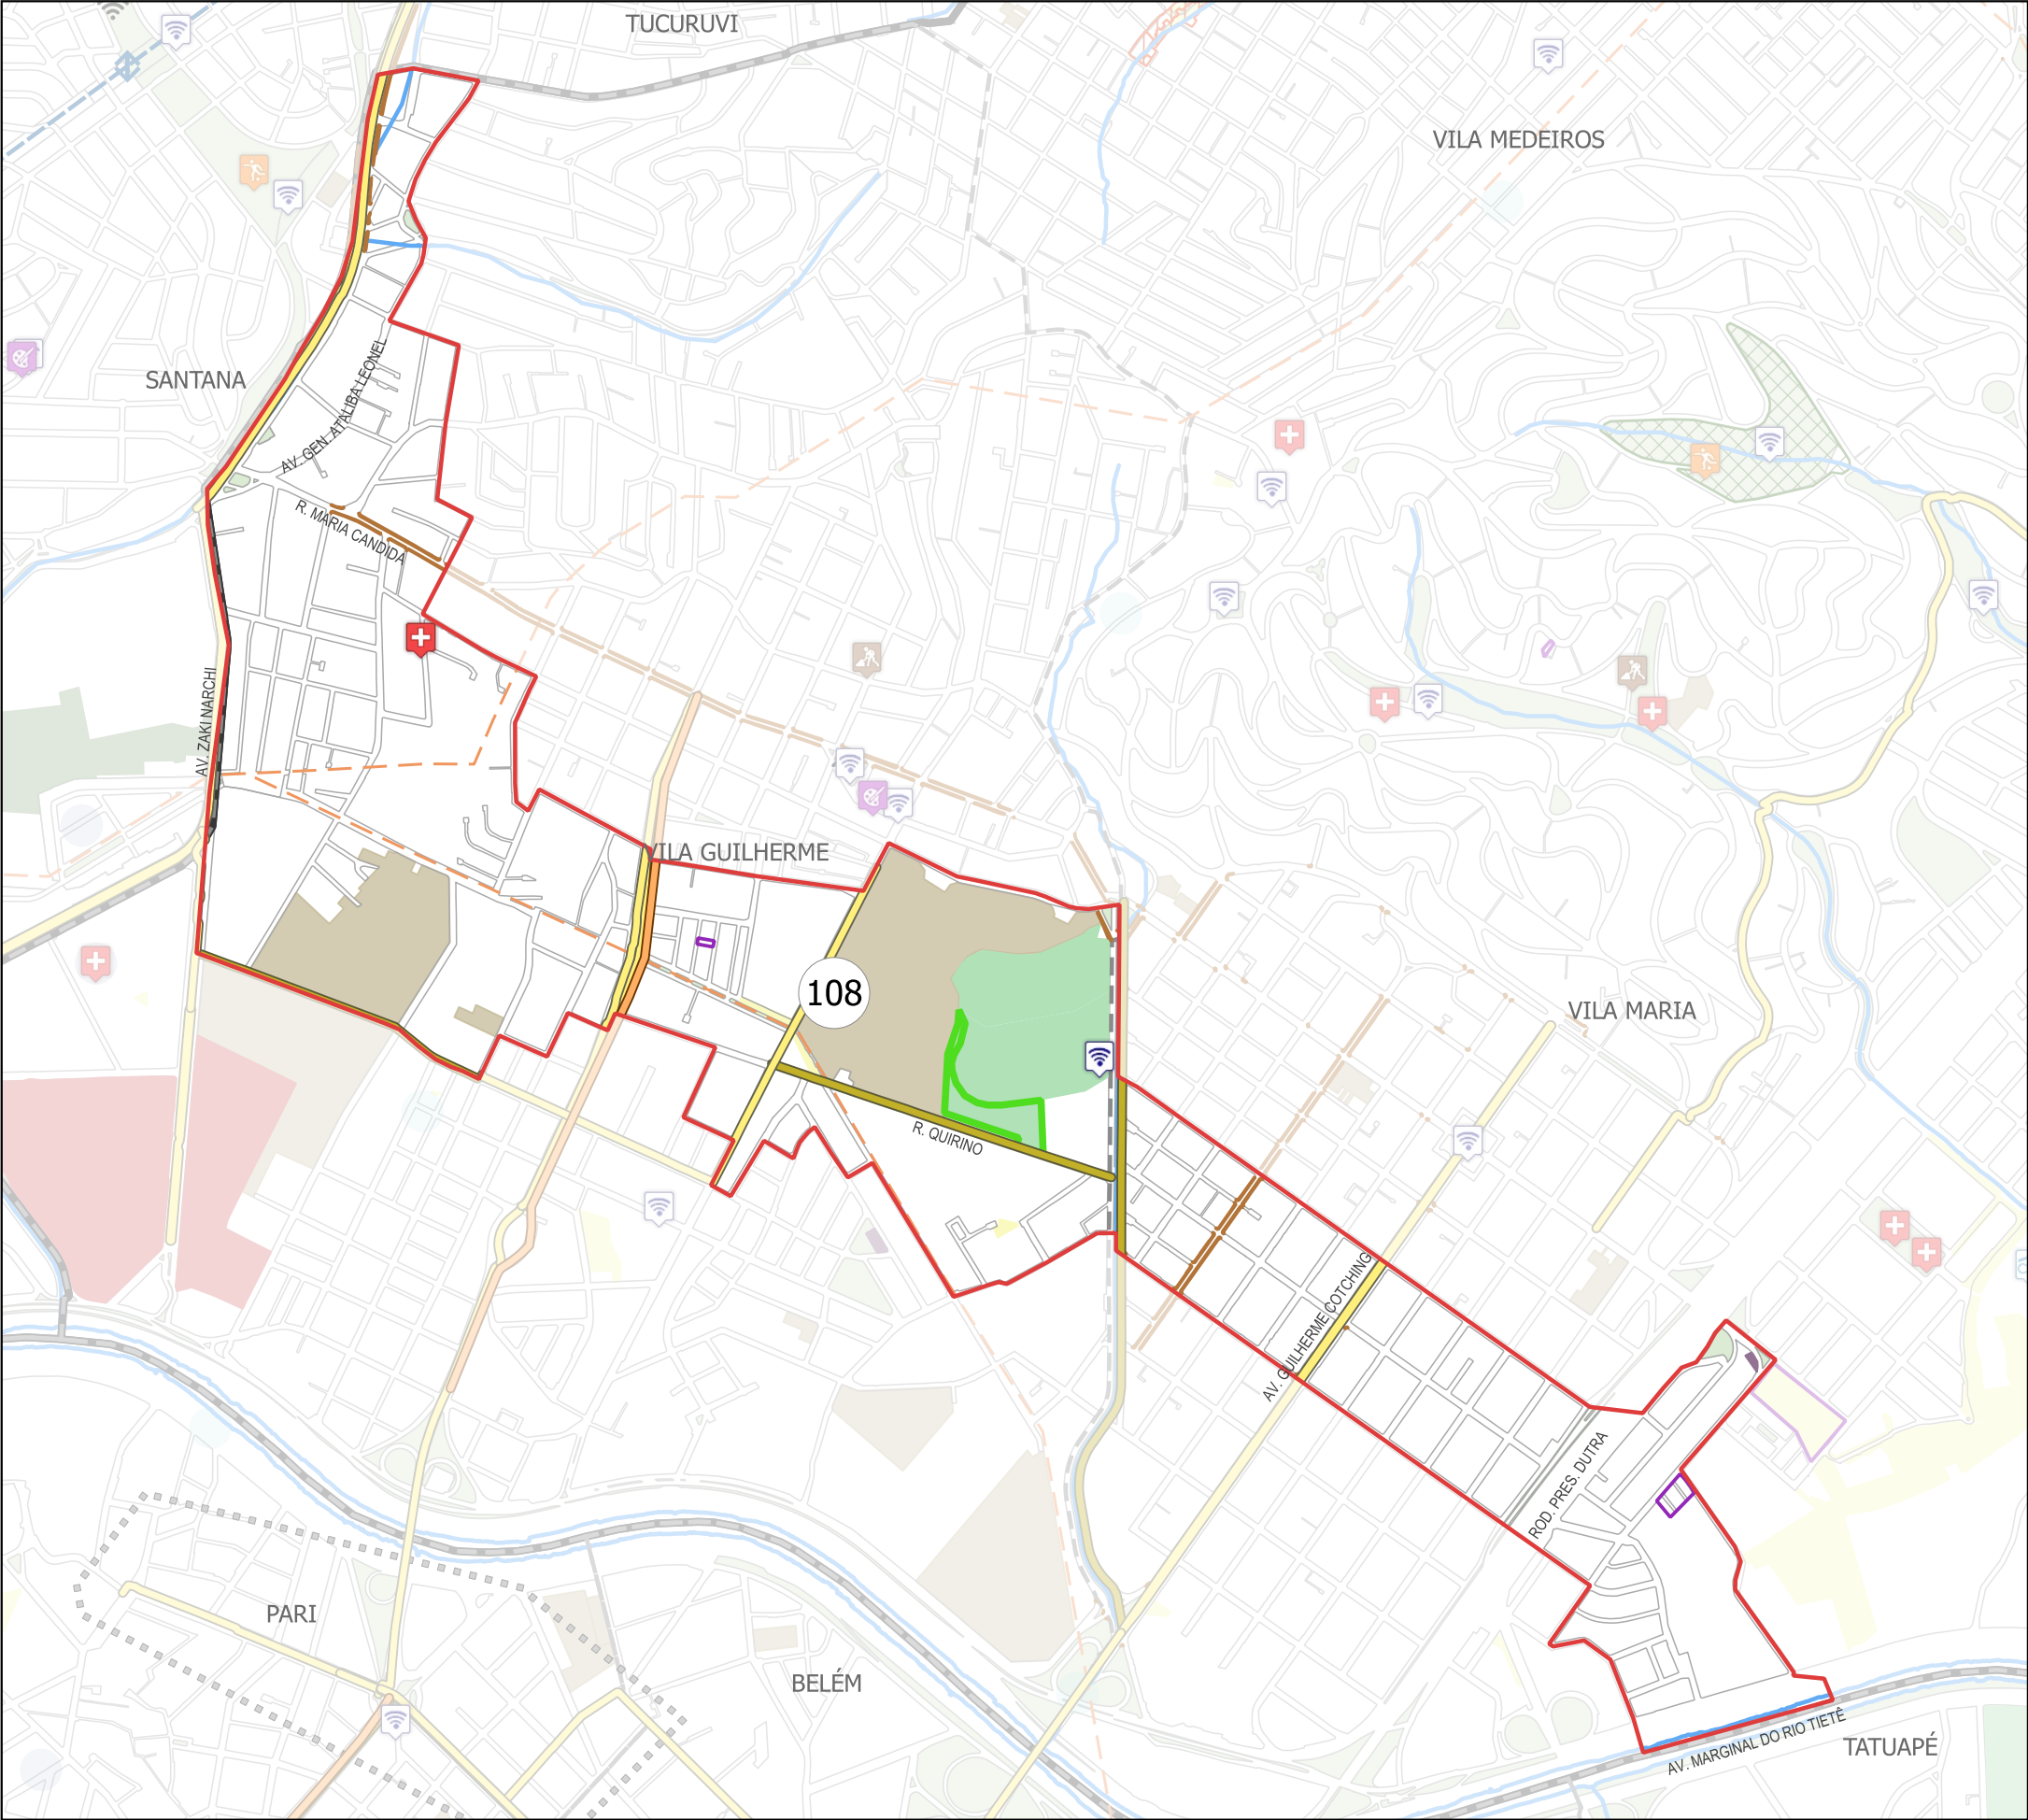 TUCURUVI
VILA MEDEIROS
SANTANA
AV. GEN. ATALIBA LEONEL
R. MARIA CANDIDA
AV. ZAKI NARCHI
VILA GUILHERME
108
VILA MARIA
R. QUIRINO
AV. GUILHERME COTCHING
ROD. PRES. DUTRA
PARI
BELÉM
AV. MARGINAL DO RIO TIETÊ
TATUAPÉ